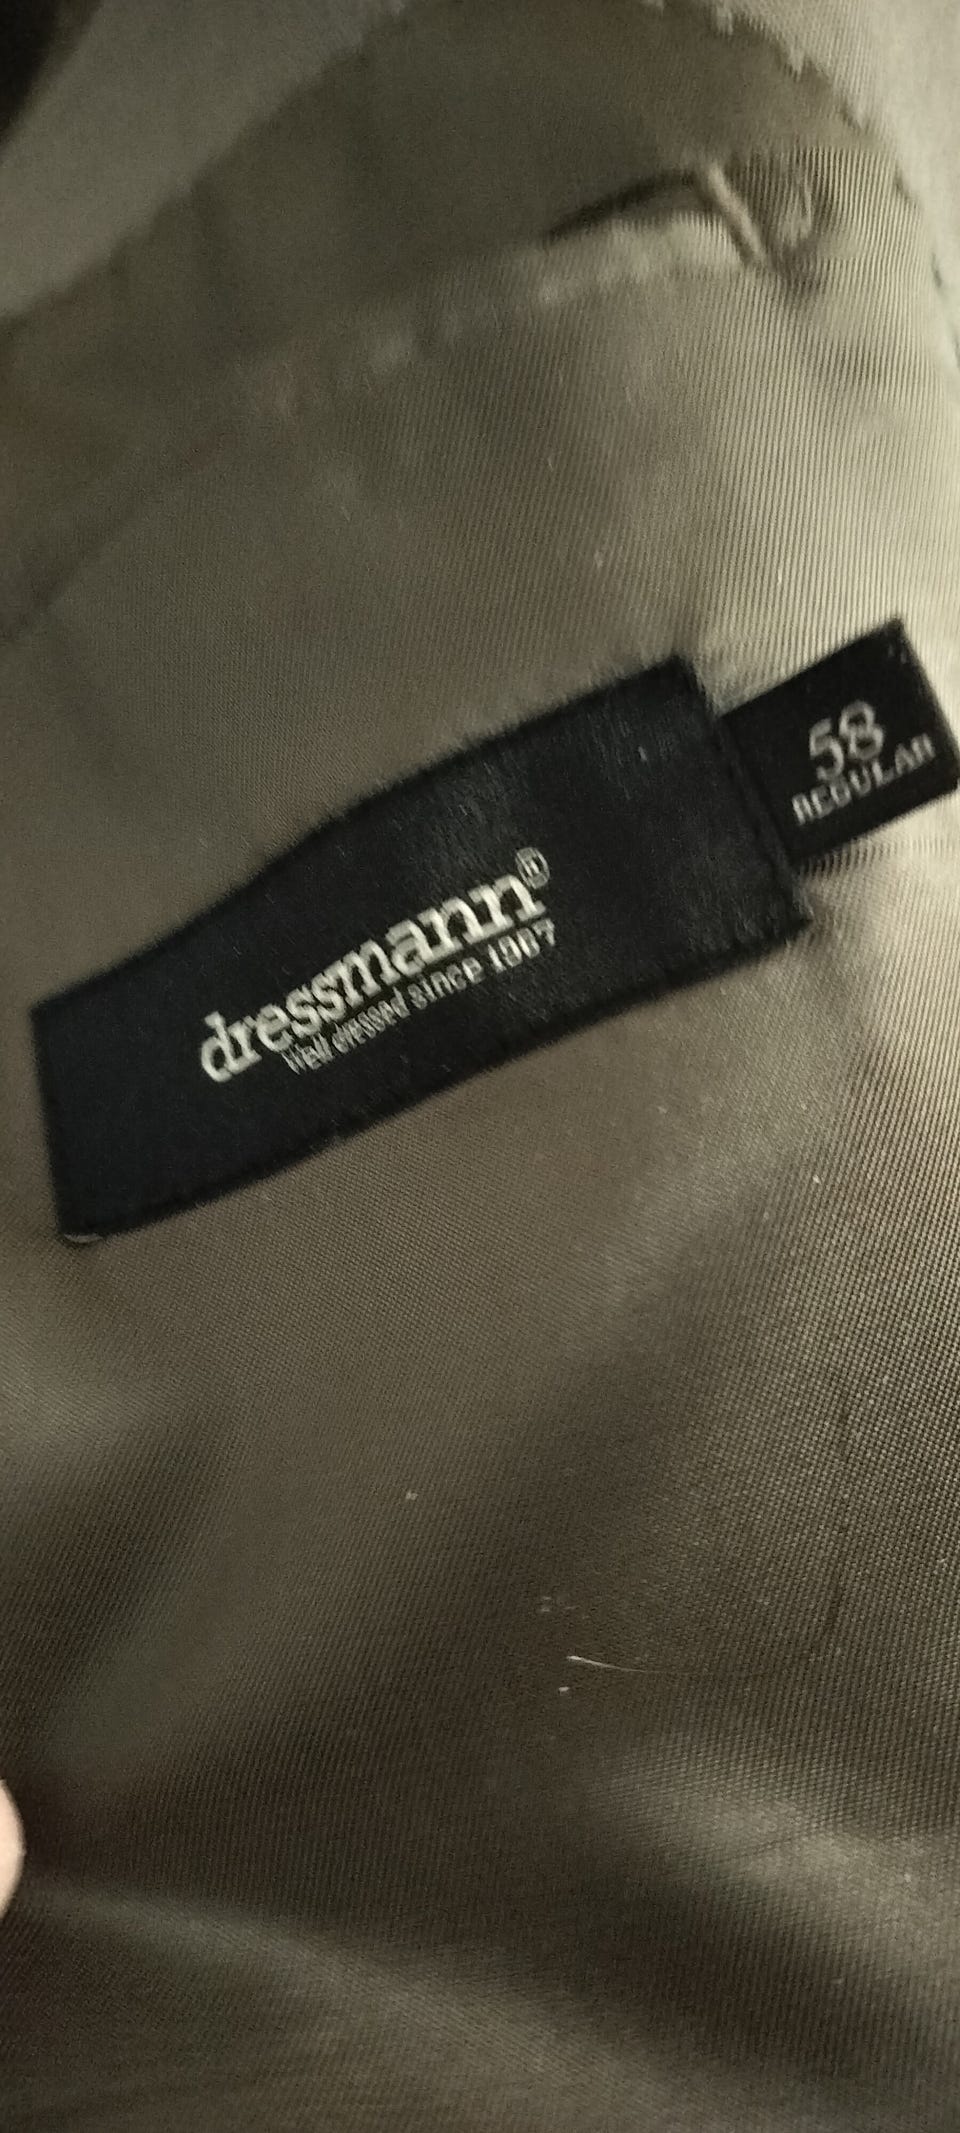 dressmann®
Well dressed since 1967
58
REGULAR